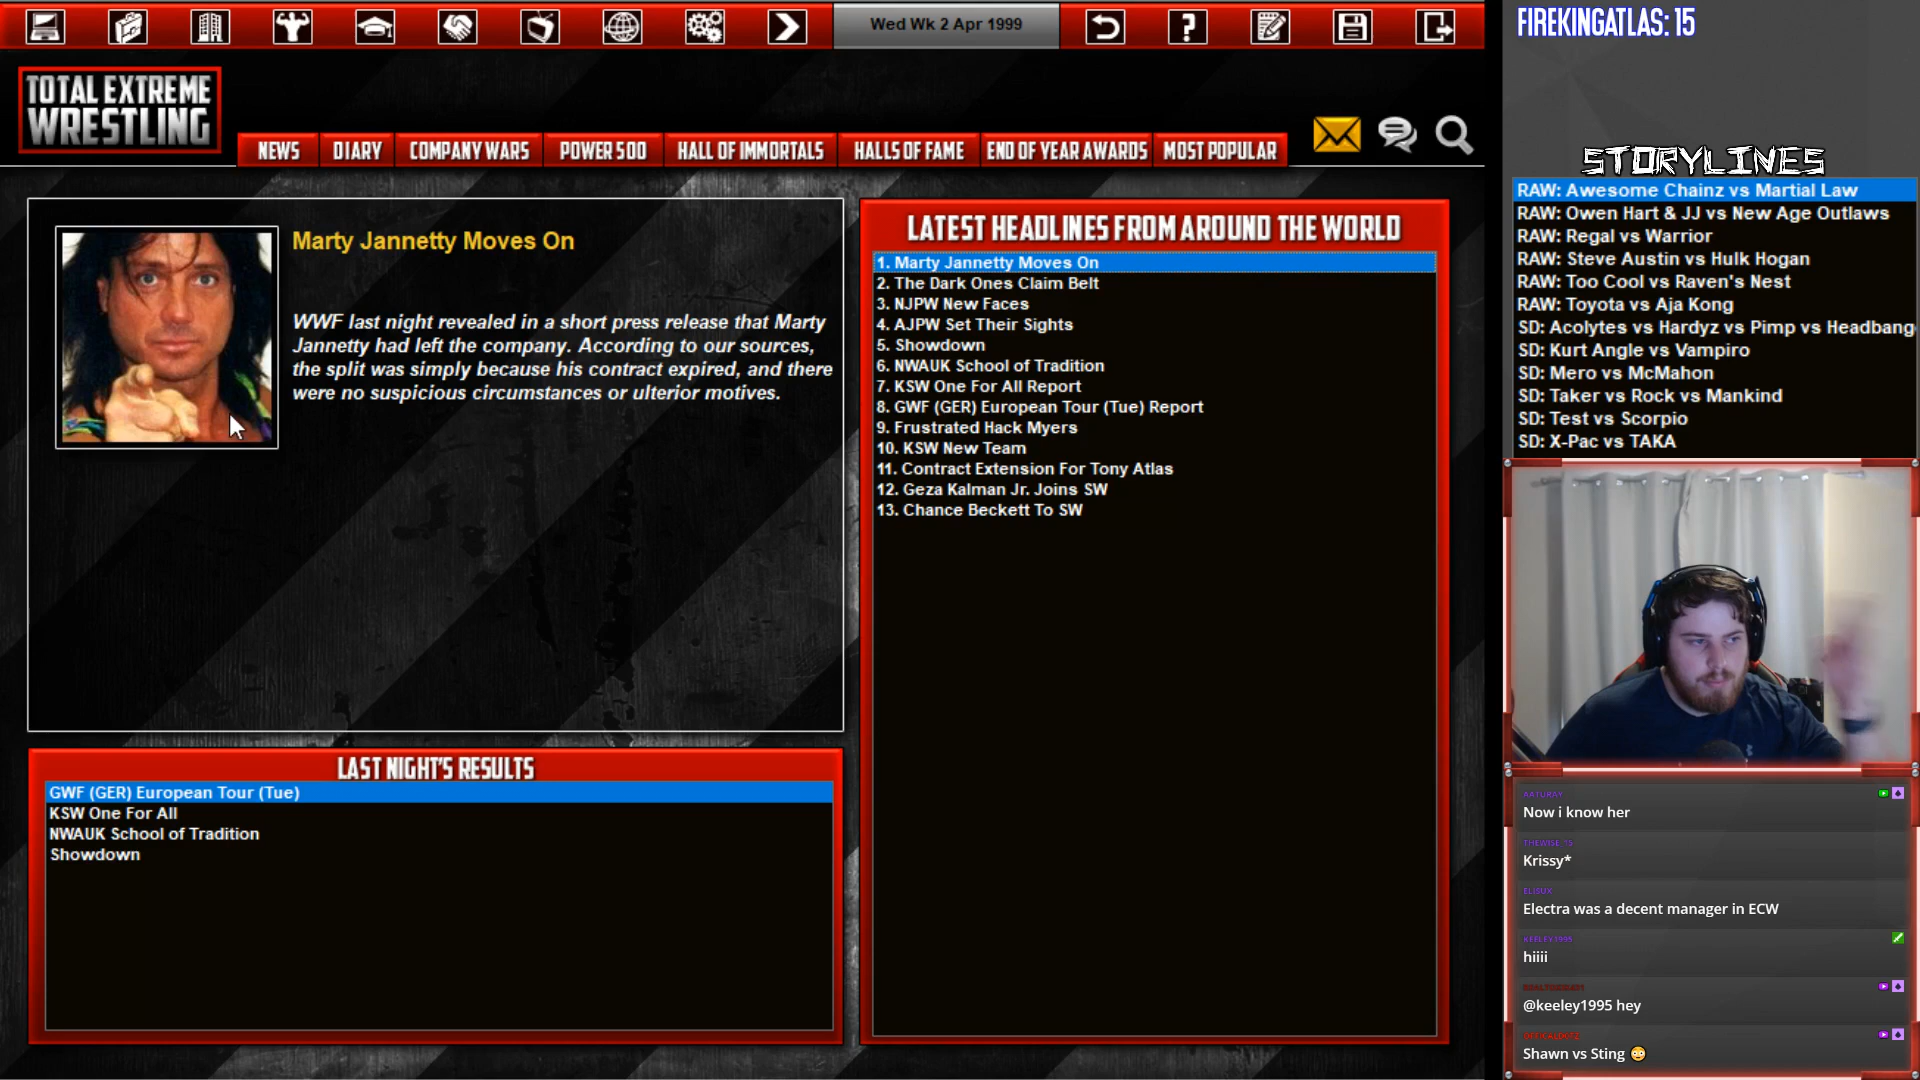 Wed Wk 2 Apr 1999
FIREKINGATLAS: 15
TOTAL EXTREME
WRESTLING
NEWS
DIARY
COMPANY WARS
POWER 500
HALL OF IMMORTALS
HALLS OF FAME
END OF YEAR AWARDS
MOST POPULAR
Marty Jannetty Moves On
WWF last night revealed in a short press release that Marty
Jannetty had left the company. According to our sources,
the split was simply because his contract expired, and there
were no suspicious circumstances or ulterior motives.
LAST NIGHT'S RESULTS
GWF (GER) European Tour (Tue)
KSW One For All
NWAUK School of Tradition
Showdown
LATEST HEADLINES FROM AROUND THE WORLD
1. Marty Jannetty Moves On
2. The Dark Ones Claim Belt
3. NJPW New Faces
4. AJPW Set Their Sights
5. Showdown
6. NWAUK School of Tradition
7. KSW One For All Report
8. GWF (GER) European Tour (Tue) Report
9. Frustrated Hack Myers
10. KSW New Team
11. Contract Extension For Tony Atlas
12. Geza Kalman Jr. Joins SW
13. Chance Beckett To SW
STORYLINES
RAW: Awesome Chainz vs Martial Law
RAW: Owen Hart & JJ vs New Age Outlaws
RAW: Regal vs Warrior
RAW: Steve Austin vs Hulk Hogan
RAW: Too Cool vs Raven's Nest
RAW: Toyota vs Aja Kong
SD: Acolytes vs Hardyz vs Pimp vs Headbang
SD: Kurt Angle vs Vampiro
SD: Mero vs McMahon
SD: Taker vs Rock vs Mankind
SD: Test vs Scorpio
SD: X-Pac vs TAKA
Now i know her
THEWISE_15
Krissy*
ELISUX
Electra was a decent manager in ECW
KEELEY1995
hiiii
@keeley1995 hey
Shawn vs Sting 😳